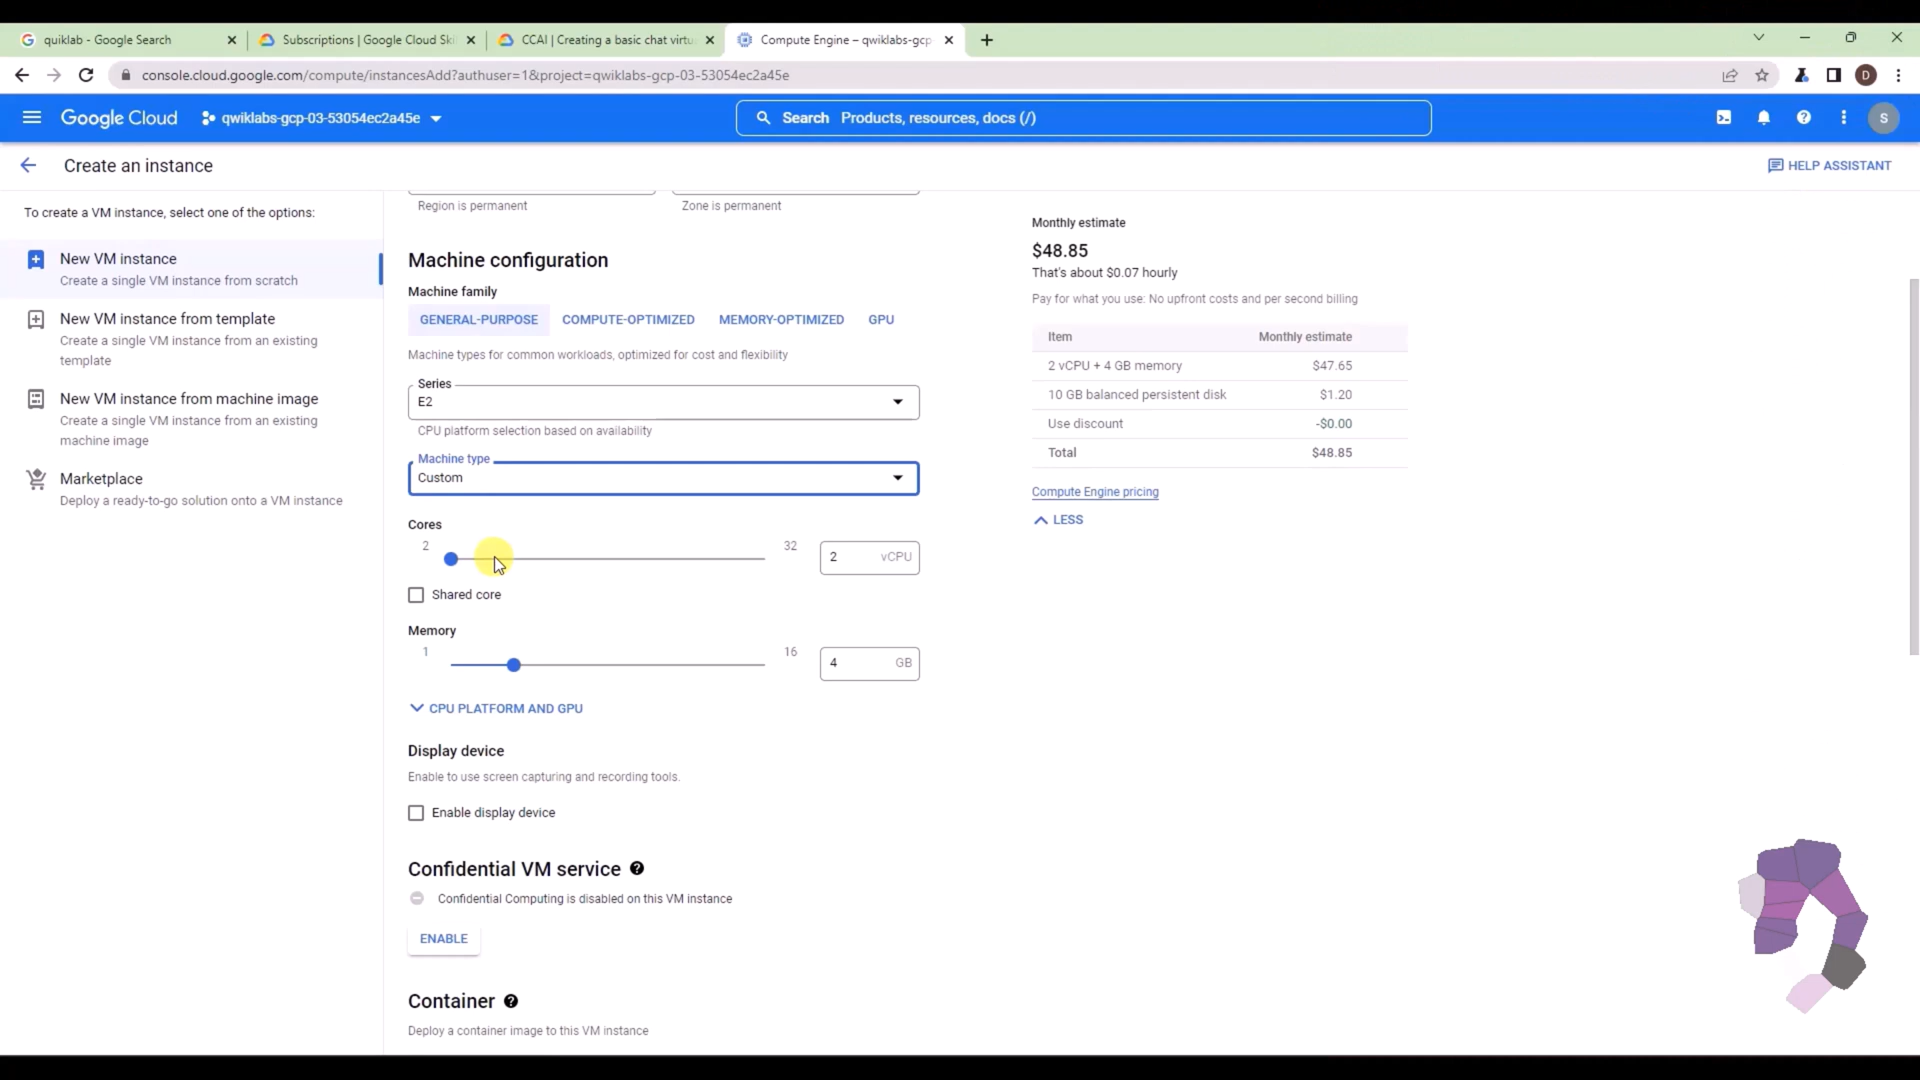 quiklab - Google Search
Subscriptions | Google Cloud Skil
CCAI | Creating a basic chat virtu
Compute Engine – qwiklabs-gcp
console.cloud.google.com/compute/instancesAdd?authuser=1&project=qwiklabs-gcp-03-53054ec2a45e
D
Google Cloud
qwiklabs-gcp-03-53054ec2a45e
Search Products, resources, docs (/)
S
Create an instance
HELP ASSISTANT
To create a VM instance, select one of the options:
New VM instance
Create a single VM instance from scratch
New VM instance from template
Create a single VM instance from an existing
template
New VM instance from machine image
Create a single VM instance from an existing
machine image
Marketplace
Deploy a ready-to-go solution onto a VM instance
Region is permanent
Zone is permanent
Machine configuration
Machine family
GENERAL-PURPOSE
COMPUTE-OPTIMIZED
MEMORY-OPTIMIZED
GPU
Machine types for common workloads, optimized for cost and flexibility
Series
E2
CPU platform selection based on availability
Machine type
Custom
Cores
2
32
2 vCPU
Shared core
Memory
1
16
4 GB
CPU PLATFORM AND GPU
Display device
Enable to use screen capturing and recording tools.
Enable display device
Confidential VM service
Confidential Computing is disabled on this VM instance
ENABLE
Container
Deploy a container image to this VM instance
Monthly estimate
$48.85
That's about $0.07 hourly
Pay for what you use: No upfront costs and per second billing
Item Monthly estimate
2 vCPU + 4 GB memory $47.65
10 GB balanced persistent disk $1.20
Use discount -$0.00
Total $48.85
Compute Engine pricing
LESS